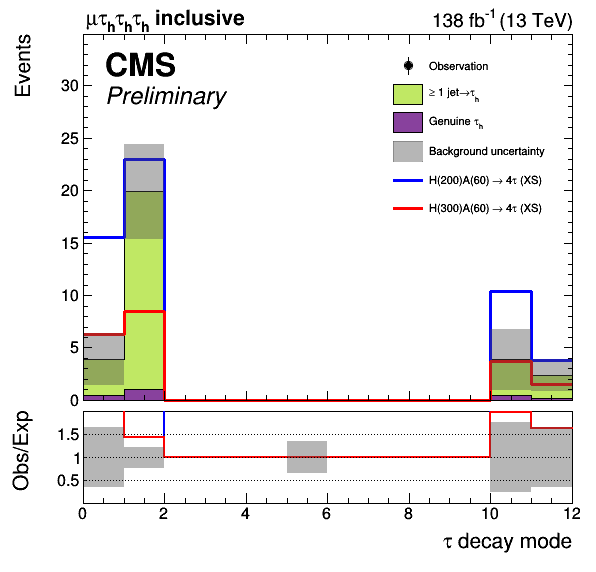 μτₕτₕτₕ inclusive
138 fb⁻¹ (13 TeV)
Events
CMS
Preliminary
Observation
≥ 1 jet→τₕ
Genuine τₕ
Background uncertainty
H(200)A(60) → 4τ (XS)
H(300)A(60) → 4τ (XS)
30
25
20
15
10
5
0
Obs/Exp
1.5
1
0.5
0 2 4 6 8 10 12
τ decay mode